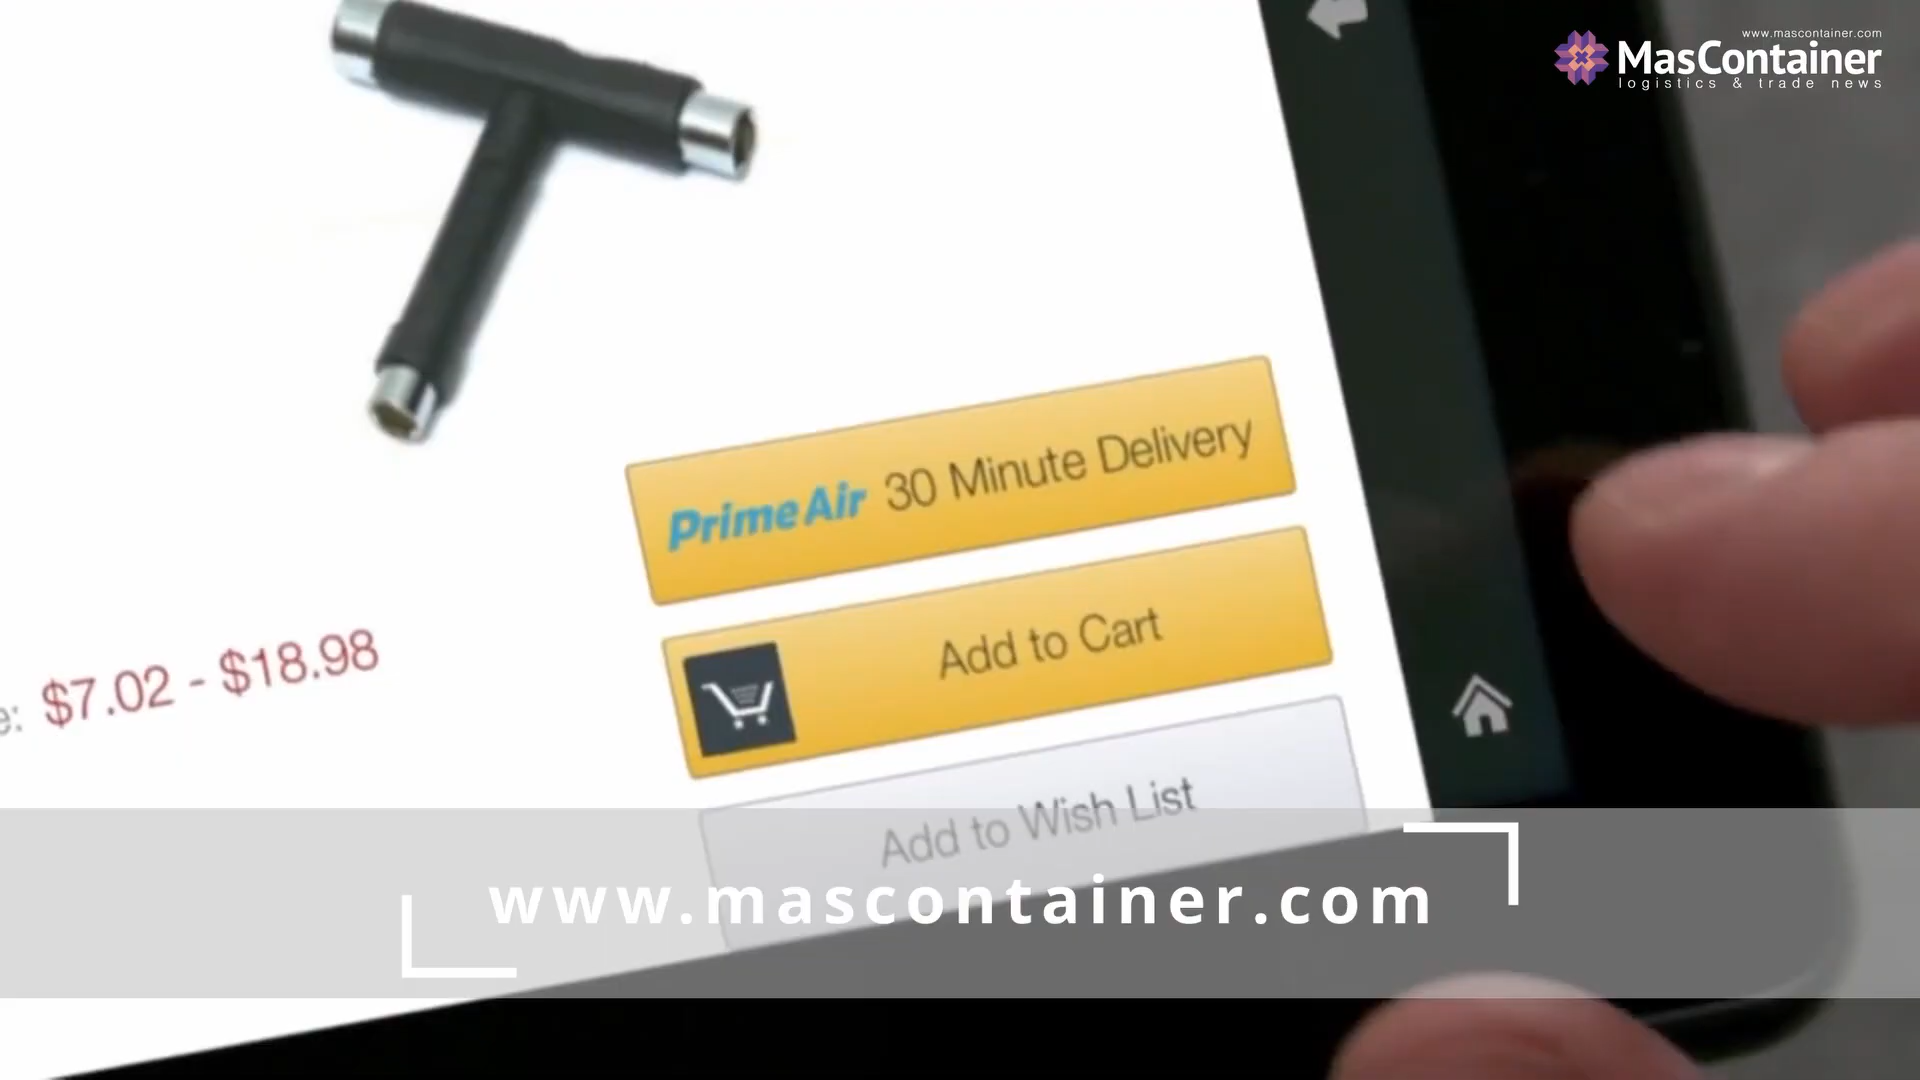 www.mascontainer.com
MasContainer
logistics & trade news
PrimeAir 30 Minute Delivery
Add to Cart
e: $7.02 - $18.98
Add to Wish List
www.mascontainer.com